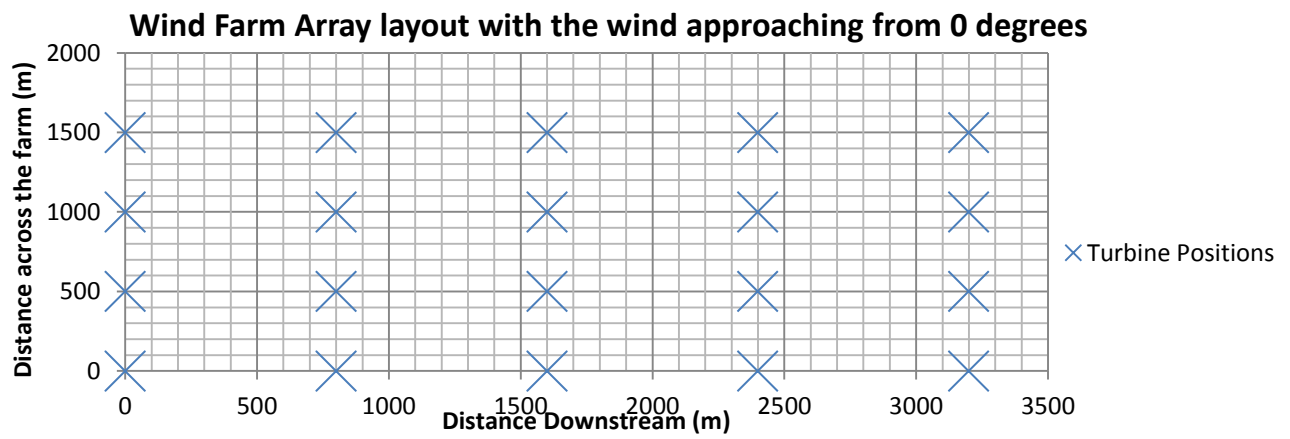 Wind Farm Array layout with the wind approaching from 0 degrees
Distance across the farm (m)
2000
1500
1000
500
0
0 500 1000 1500 2000 2500 3000 3500
Distance Downstream (m)
Turbine Positions